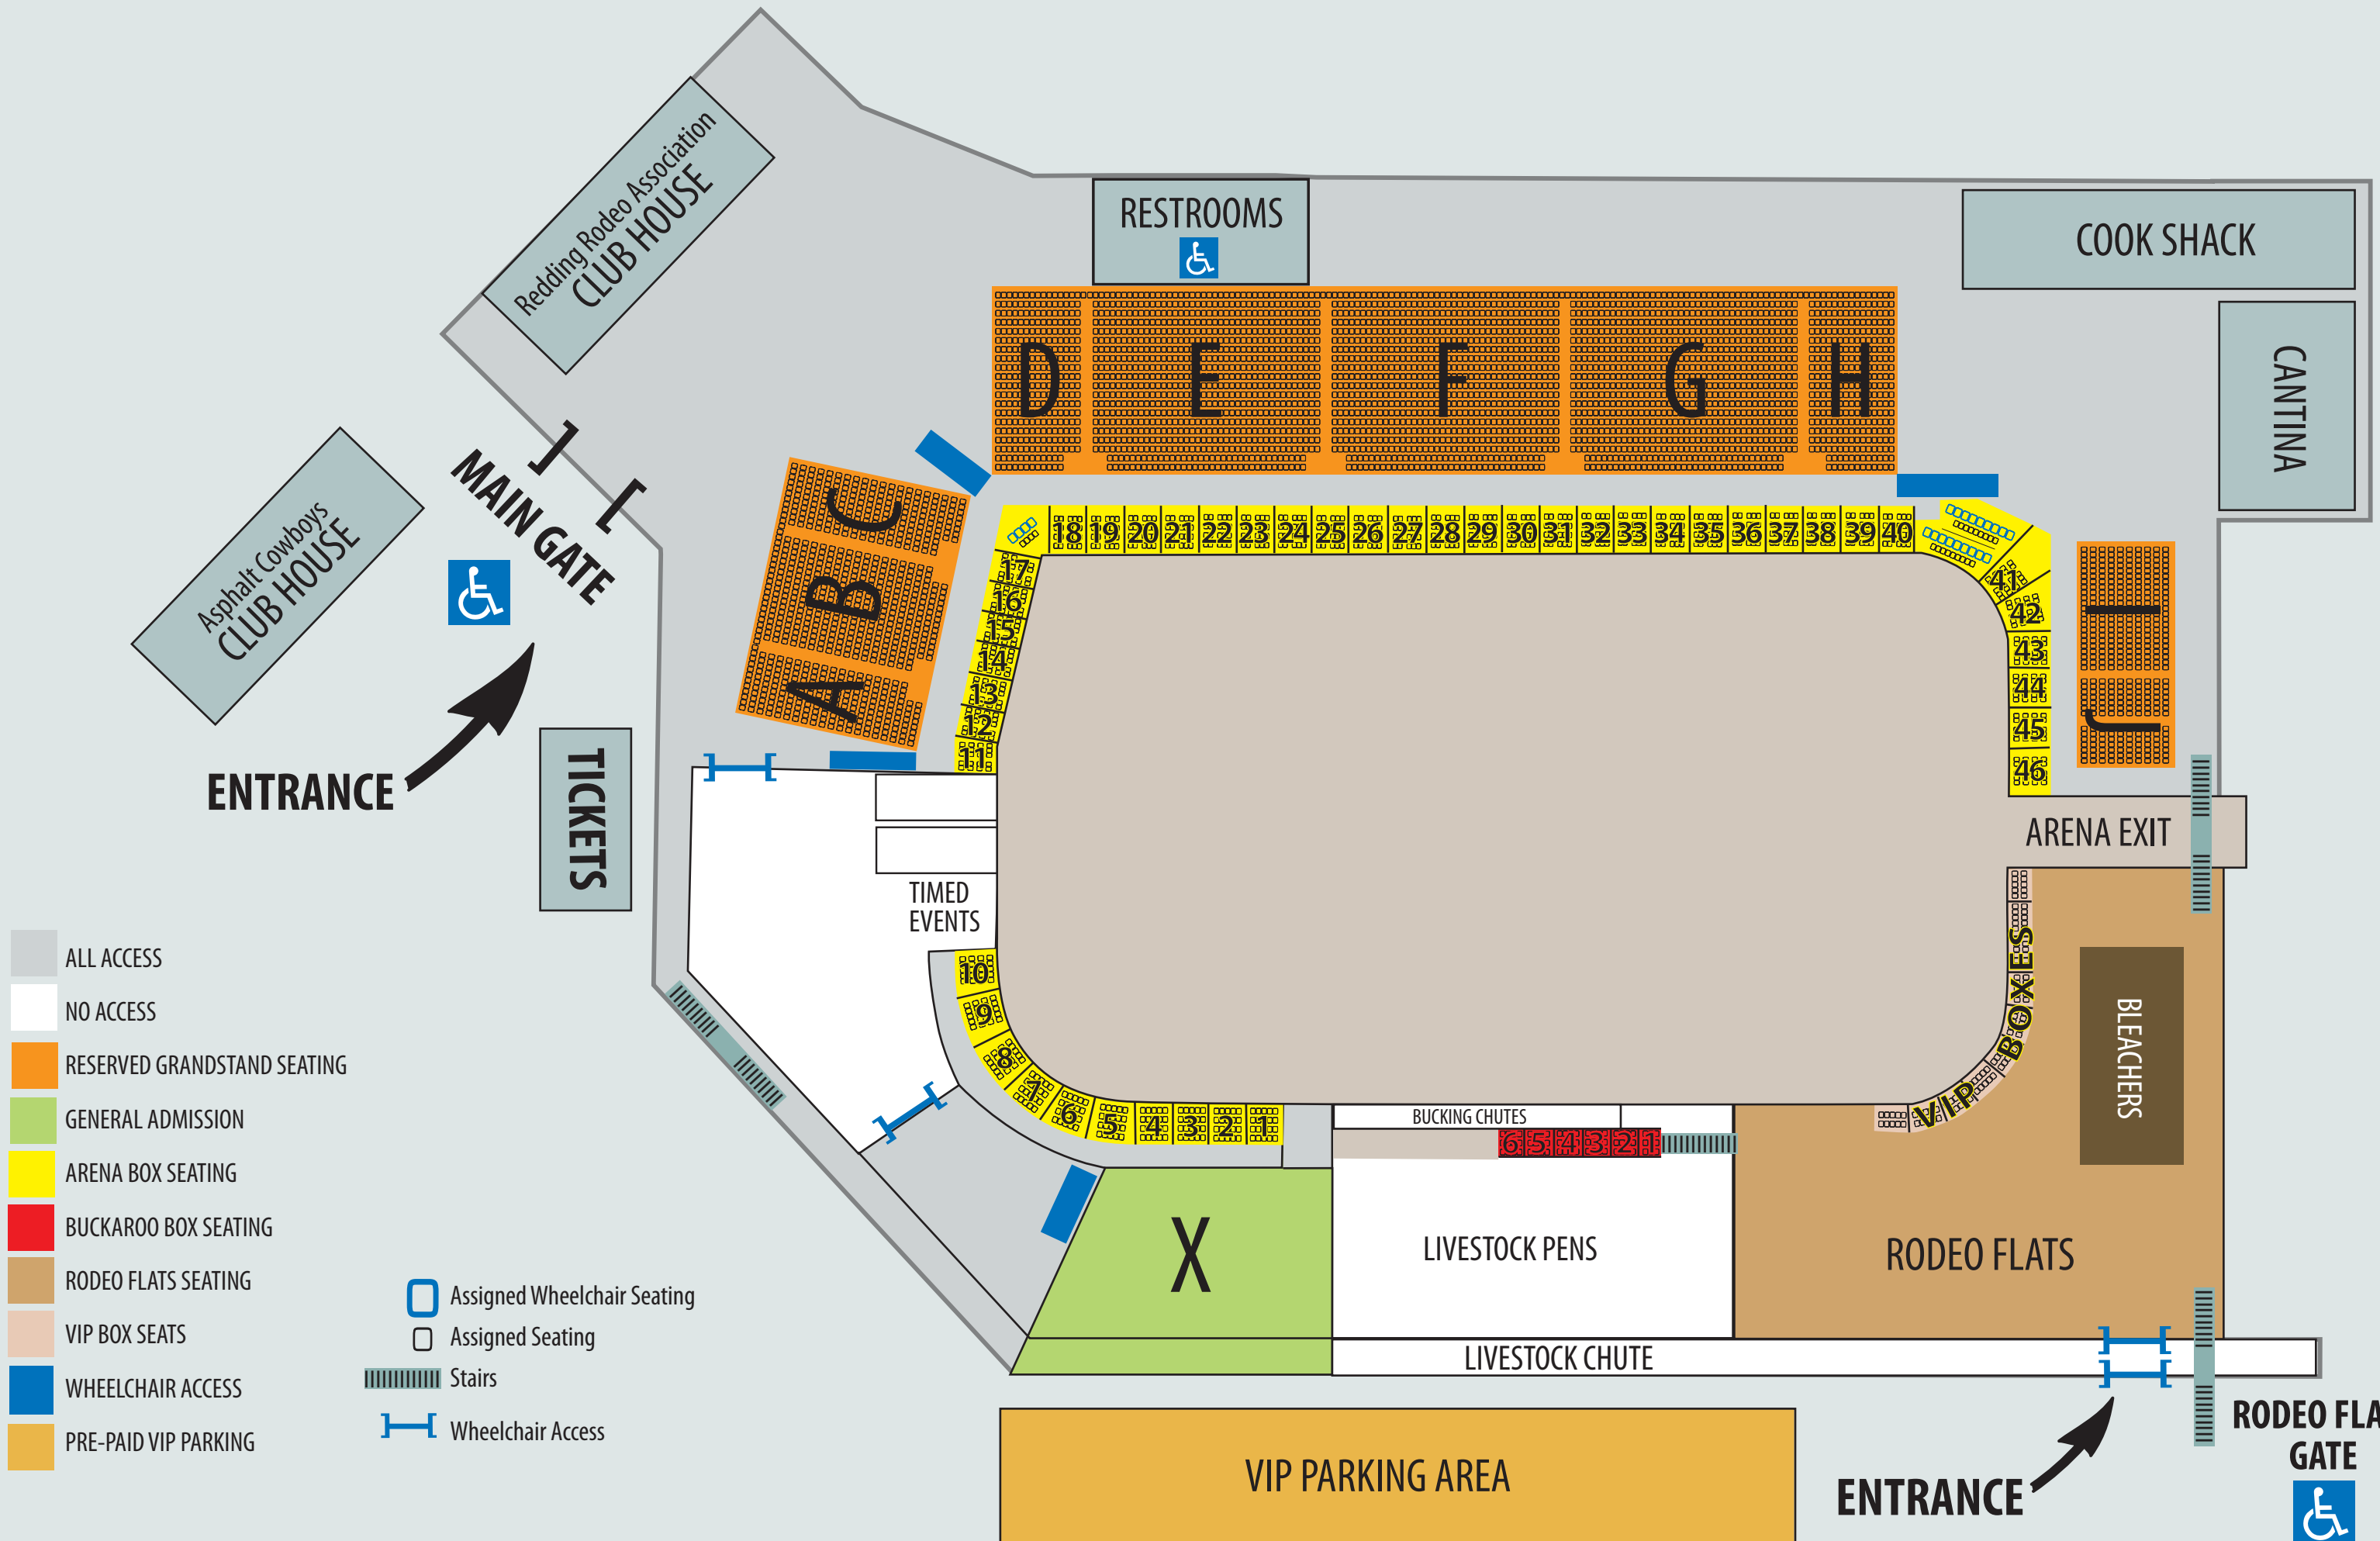 Redding Rodeo Association
CLUB HOUSE
RESTROOMS
COOK SHACK
CANTINA
D
E
F
G
H
Asphalt Cowboys
CLUB HOUSE
MAIN GATE
C
B
A
18
19
20
21
22
23
24
25
26
27
28
29
30
31
32
33
34
35
36
37
38
39
40
17
16
15
14
13
12
11
41
42
43
44
45
46
I
J
ENTRANCE
TICKETS
ARENA EXIT
TIMED
EVENTS
10
9
8
7
6
5
4
3
2
1
VIP BOXES
BLEACHERS
BUCKING CHUTES
6
5
4
3
2
1
X
LIVESTOCK PENS
RODEO FLATS
LIVESTOCK CHUTE
VIP PARKING AREA
ENTRANCE
RODEO FLA
GATE
ALL ACCESS
NO ACCESS
RESERVED GRANDSTAND SEATING
GENERAL ADMISSION
ARENA BOX SEATING
BUCKAROO BOX SEATING
RODEO FLATS SEATING
VIP BOX SEATS
WHEELCHAIR ACCESS
PRE-PAID VIP PARKING
Assigned Wheelchair Seating
Assigned Seating
Stairs
Wheelchair Access